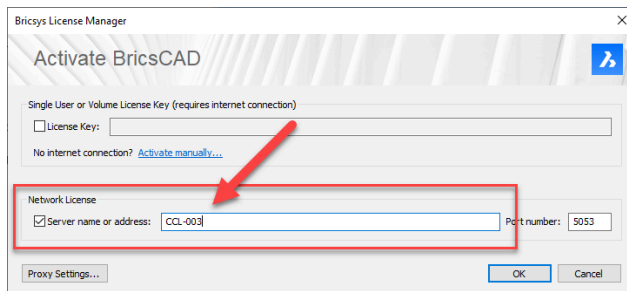 Bricsys License Manager
Activate BricsCAD
Single User or Volume License Key (requires internet connection)
License Key:
No internet connection? Activate manually...
Network License
Server name or address: CCL-003 Port number: 5053
Proxy Settings... OK Cancel